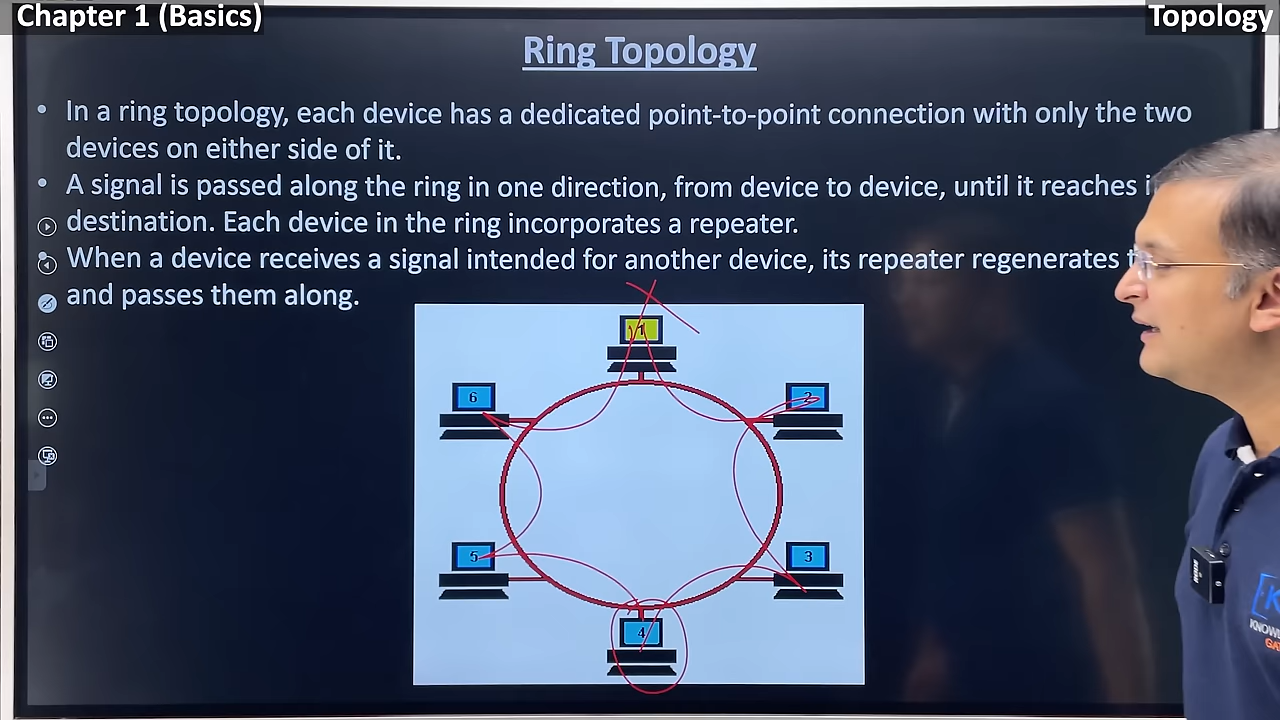 Chapter 1 (Basics)
Topology
Ring Topology
• In a ring topology, each device has a dedicated point-to-point connection with only the two
devices on either side of it.
• A signal is passed along the ring in one direction, from device to device, until it reaches
destination. Each device in the ring incorporates a repeater.
• When a device receives a signal intended for another device, its repeater regenerates
and passes them along.
1
6
2
5
3
4